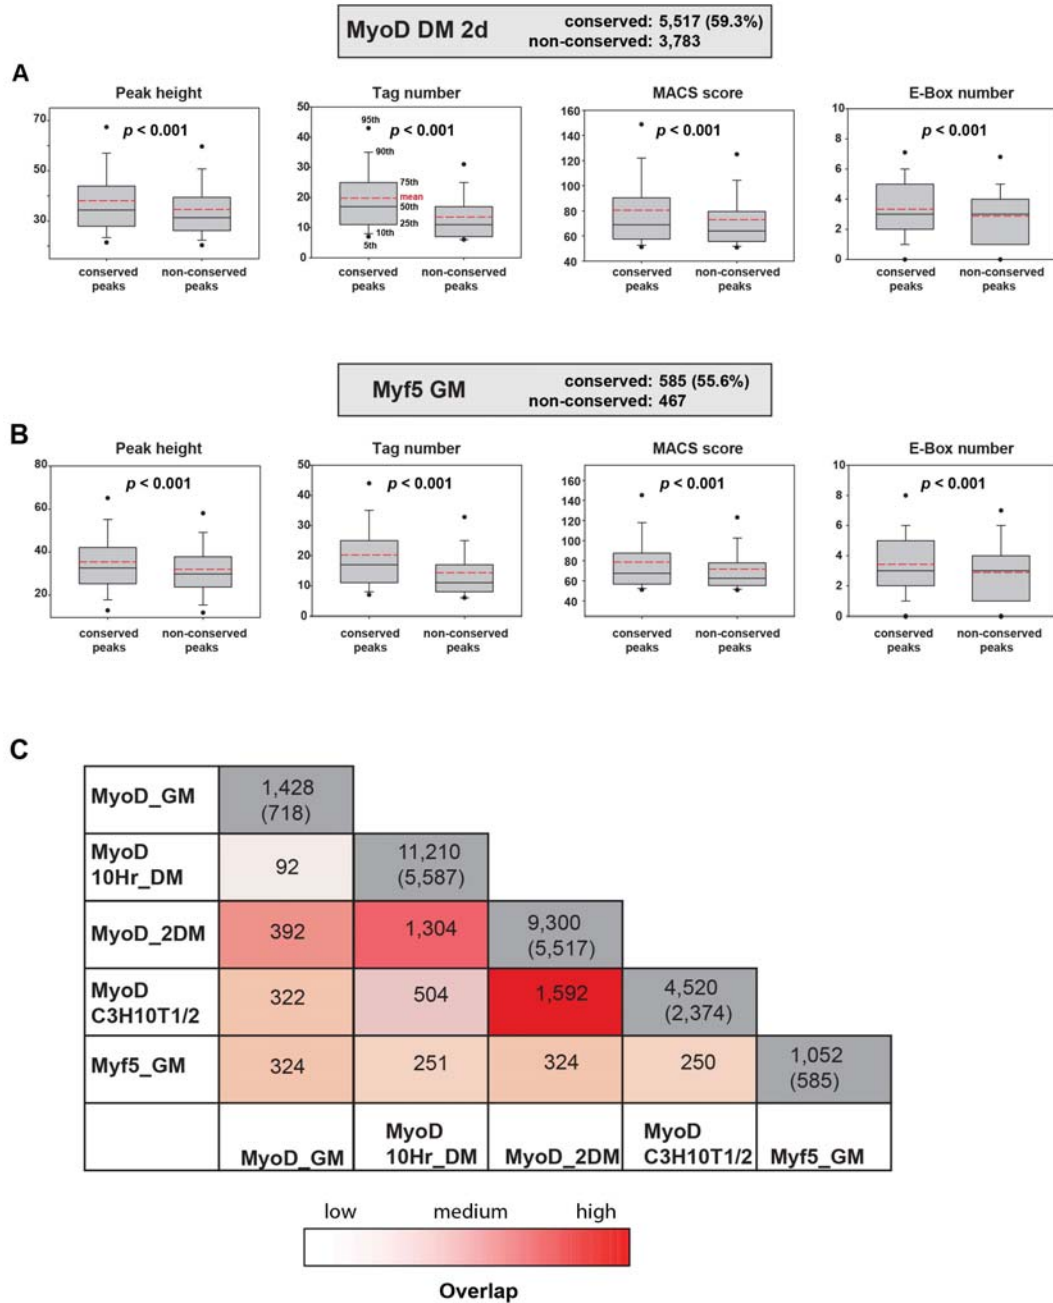 MyoD DM 2d
conserved: 5,517 (59.3%)
non-conserved: 3,783
A
Peak height
p < 0.001
70
50
30
conserved peaks
non-conserved peaks
Tag number
p < 0.001
50
40
30
20
10
0
95th
90th
75th
mean
50th
25th
10th
5th
conserved peaks
non-conserved peaks
MACS score
p < 0.001
160
140
120
100
80
60
40
conserved peaks
non-conserved peaks
E-Box number
p < 0.001
10
8
6
4
2
0
conserved peaks
non-conserved peaks
Myf5 GM
conserved: 585 (55.6%)
non-conserved: 467
B
Peak height
p < 0.001
80
60
40
20
conserved peaks
non-conserved peaks
Tag number
p < 0.001
50
40
30
20
10
0
conserved peaks
non-conserved peaks
MACS score
p < 0.001
160
140
120
100
80
60
40
conserved peaks
non-conserved peaks
E-Box number
p < 0.001
10
8
6
4
2
0
conserved peaks
non-conserved peaks
C
MyoD_GM 1,428 (718)
MyoD 10Hr_DM 92 11,210 (5,587)
MyoD_2DM 392 1,304 9,300 (5,517)
MyoD C3H10T1/2 322 504 1,592 4,520 (2,374)
Myf5_GM 324 251 324 250 1,052 (585)
MyoD_GM MyoD 10Hr_DM MyoD_2DM MyoD C3H10T1/2 Myf5_GM
low medium high
Overlap